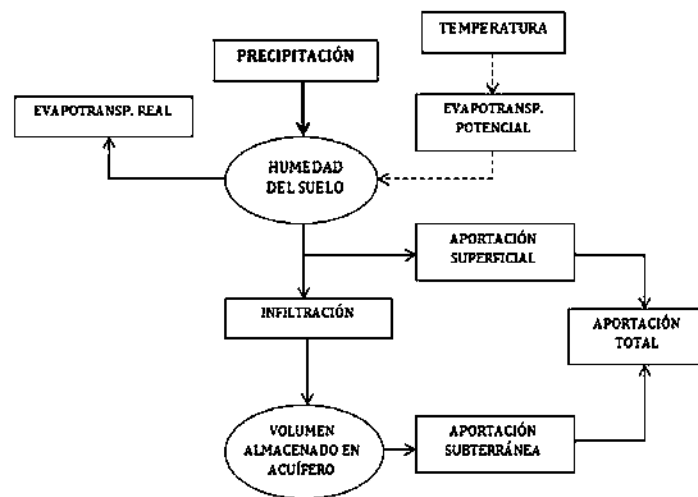 TEMPERATURA
PRECIPITACIÓN
EVAPOTRANSP. REAL
EVAPOTRANSP.
POTENCIAL
HUMEDAD
DEL SUELO
APORTACIÓN
SUPERFICIAL
INFILTRACIÓN
APORTACIÓN
TOTAL
VOLUMEN
ALMACENADO EN
ACUÍFERO
APORTACIÓN
SUBTERRÁNEA